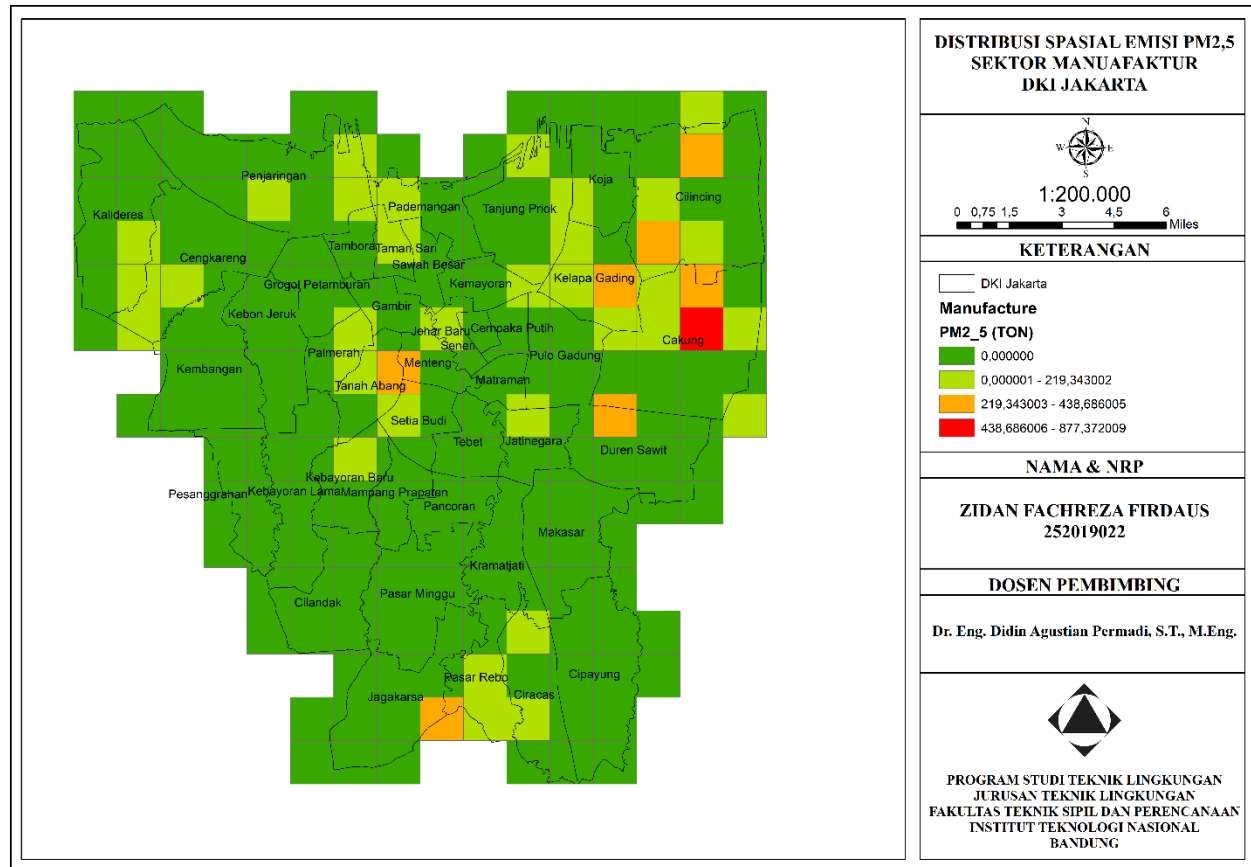 Penjaringan
Koja
Kalideres
Pademangan
Tanjung Priok
Cilincing
Tambora
Taman Sari
Cengkareng
Sawah Besar
Grogol Petamburan
Kemayoran
Kelapa Gading
Gambir
Kebon Jeruk
Johar Baru
Cempaka Putih
Senen
Cakung
Palmerah
Pulo Gadung
Kembangan
Menteng
Matraman
Tanah Abang
Setia Budi
Tebet
Jatinegara
Duren Sawit
Kebayoran Baru
Pesanggrahan
Kebayoran Lama
Mampang Prapatan
Pancoran
Makasar
Kramatjati
Cilandak
Pasar Minggu
Pasar Rebo
Cipayung
Jagakarsa
Ciracas
DISTRIBUSI SPASIAL EMISI PM2,5
SEKTOR MANUAFAKTUR
DKI JAKARTA
N
W
E
S
1:200.000
0 0,75 1,5 3 4,5 6
Miles
KETERANGAN
DKI Jakarta
Manufacture
PM2_5 (TON)
0,000000
0,000001 - 219,343002
219,343003 - 438,686005
438,686006 - 877,372009
NAMA & NRP
ZIDAN FACHREZA FIRDAUS
252019022
DOSEN PEMBIMBING
Dr. Eng. Didin Agustian Permadi, S.T., M.Eng.
PROGRAM STUDI TEKNIK LINGKUNGAN
JURUSAN TEKNIK LINGKUNGAN
FAKULTAS TEKNIK SIPIL DAN PERENCANAAN
INSTITUT TEKNOLOGI NASIONAL
BANDUNG